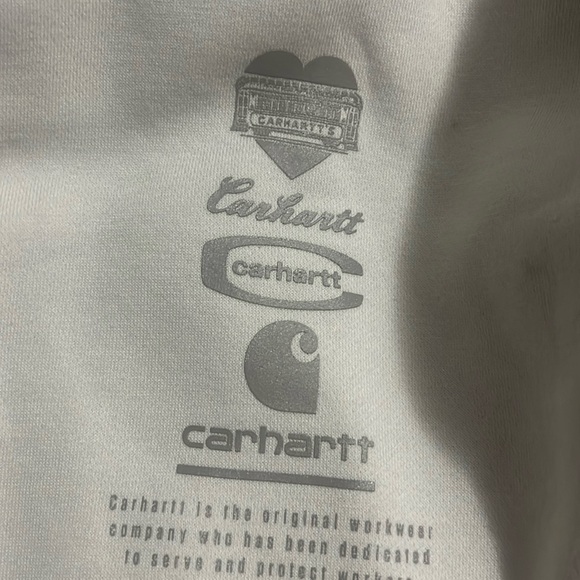 CARHARTT'S
Carhartt
carhartt
carhartt
Carhartt is the original workwear
company who has been dedicated
to serve and protect